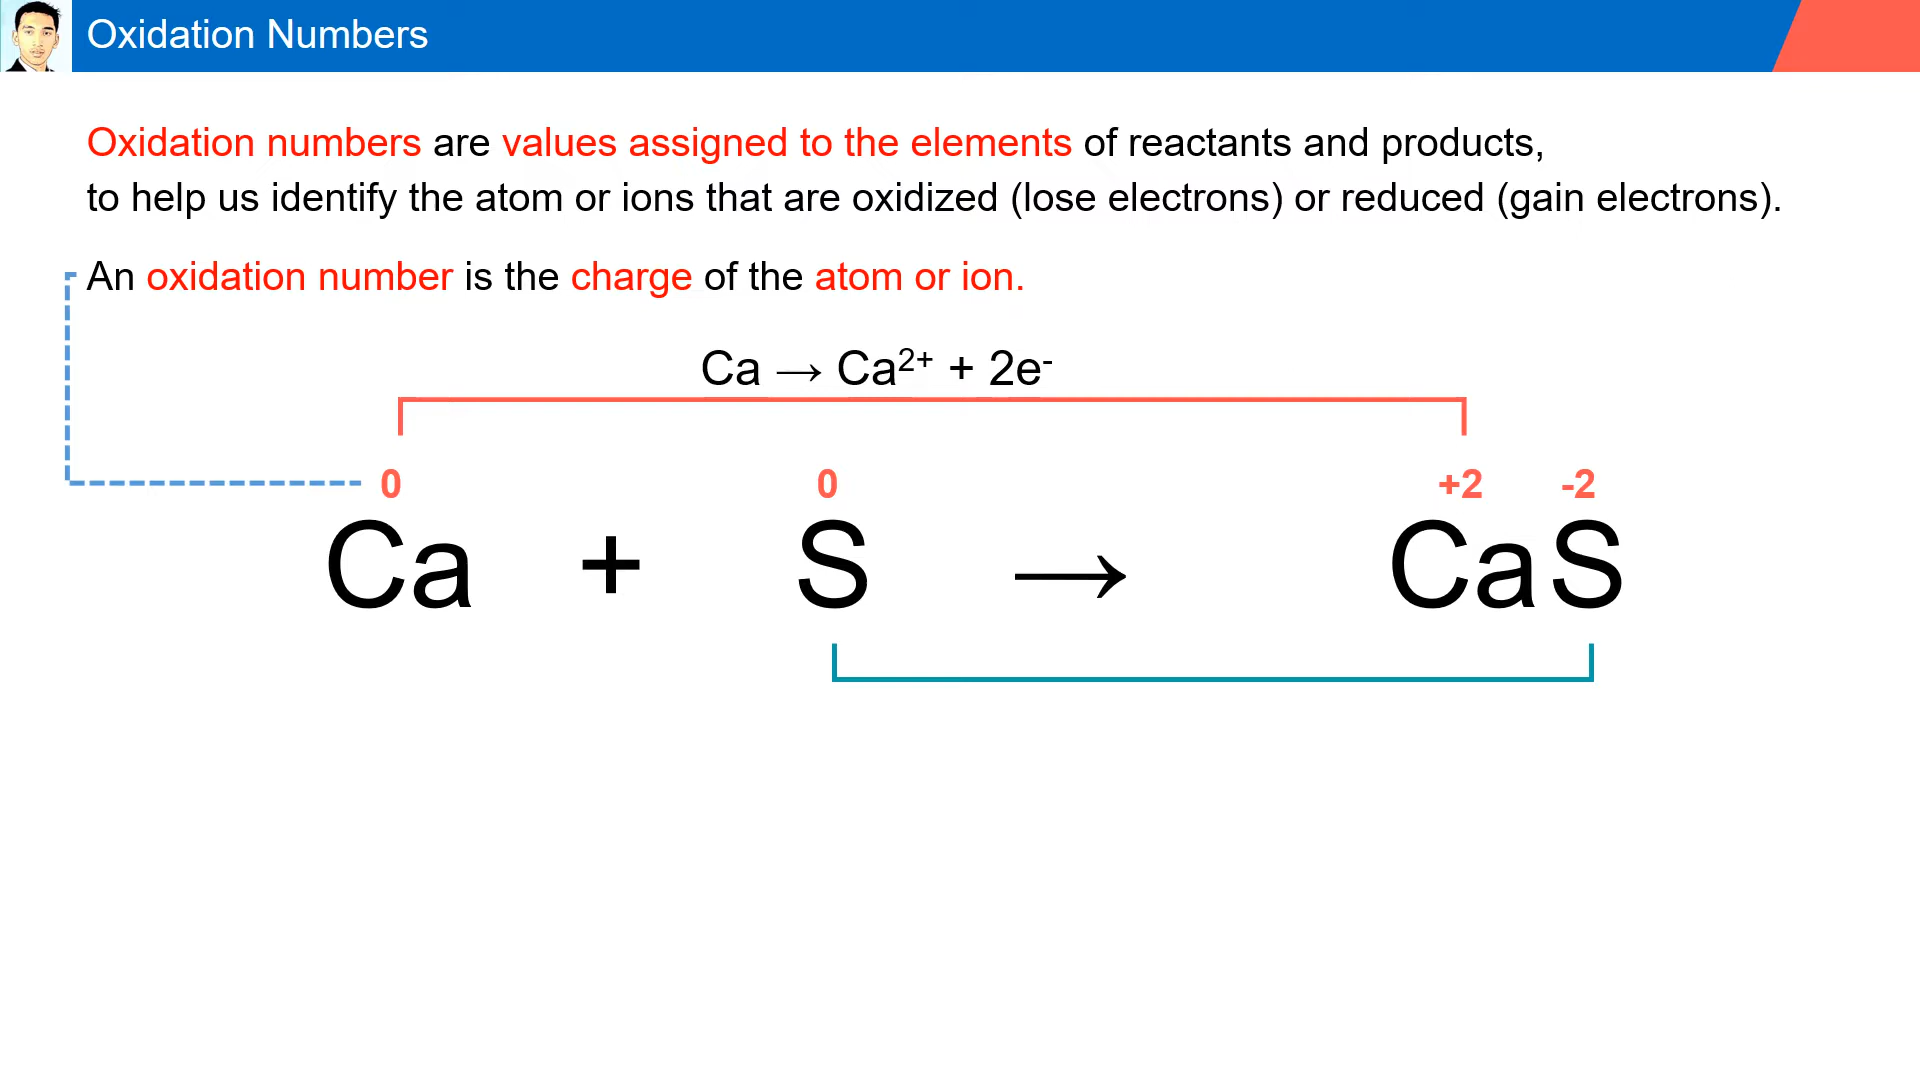 Oxidation Numbers
Oxidation numbers are values assigned to the elements of reactants and products,
to help us identify the atom or ions that are oxidized (lose electrons) or reduced (gain electrons).
An oxidation number is the charge of the atom or ion.
Ca → Ca²⁺ + 2e⁻
0 0 +2 -2
Ca + S → CaS